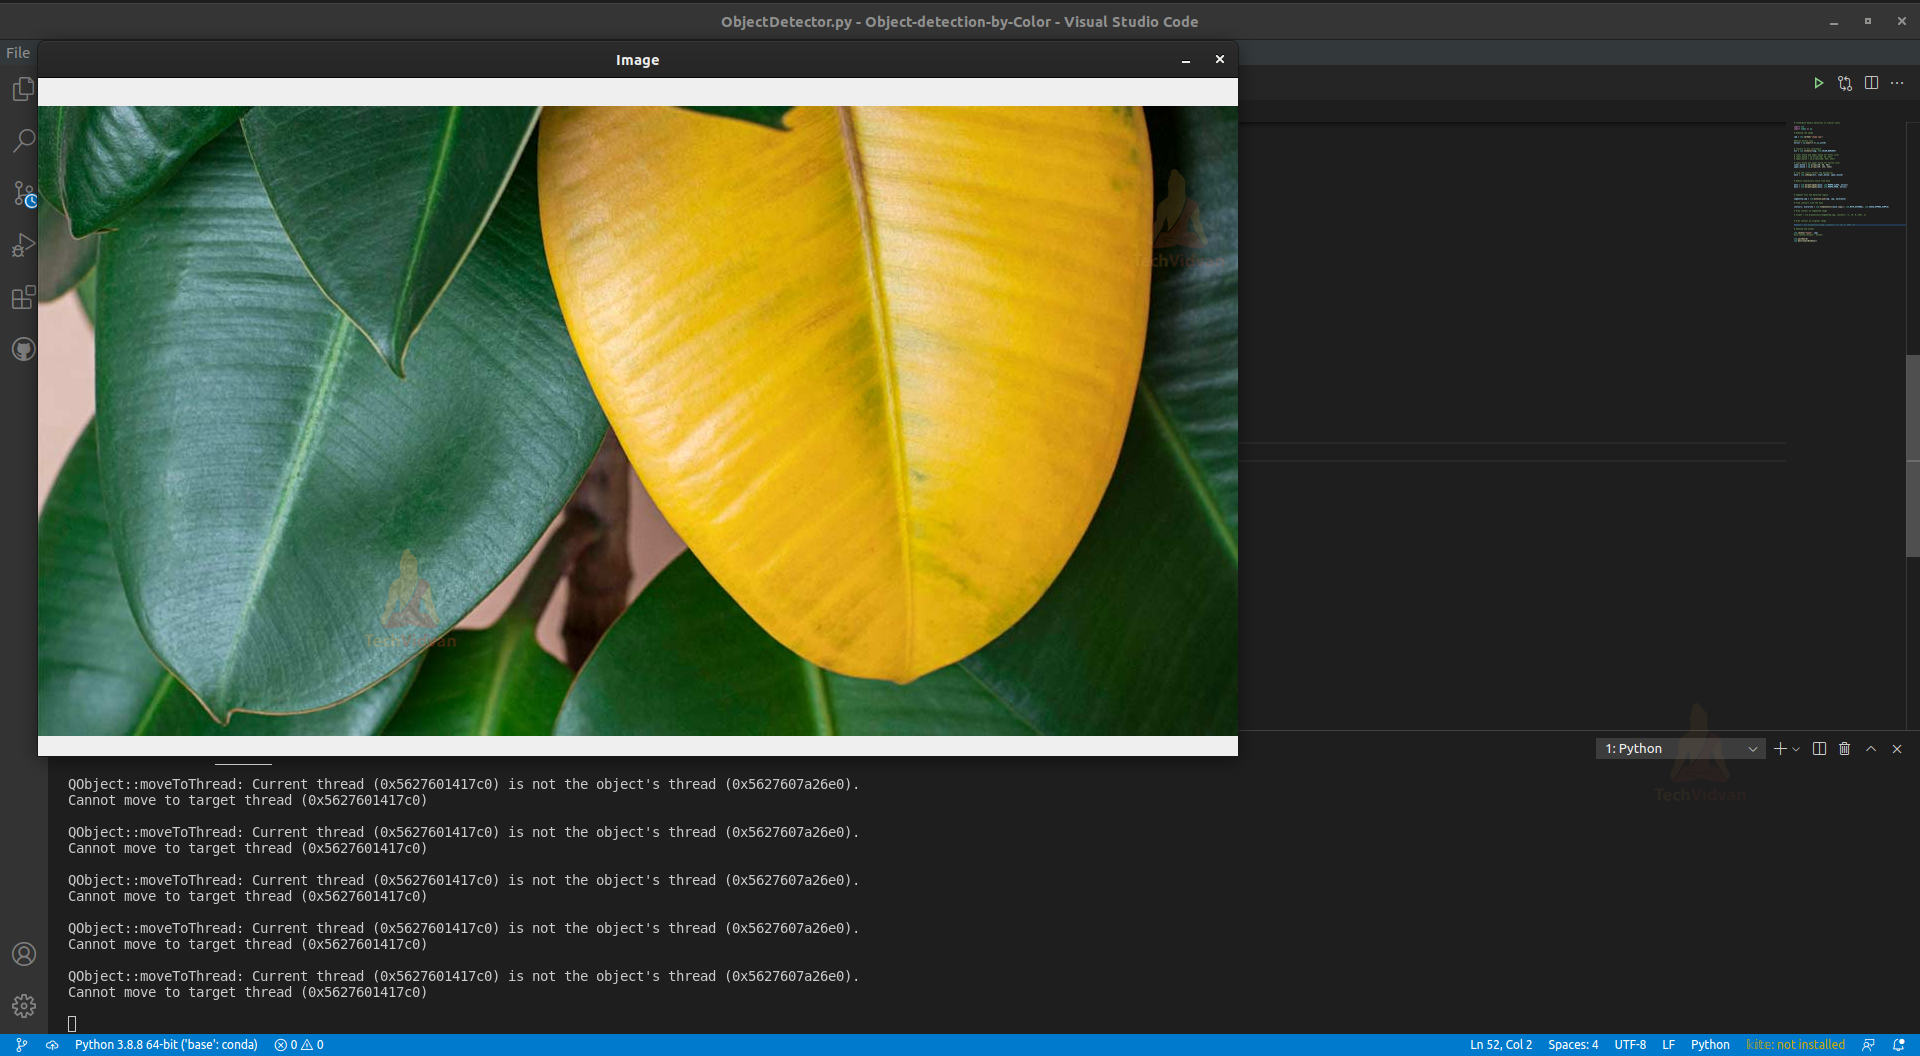 ObjectDetector.py - Object-detection-by-Color - Visual Studio Code
File
Image
TechVidvan
TechVidvan
1: Python
TechVidvan
QObject::moveToThread: Current thread (0x5627601417c0) is not the object's thread (0x5627607a26e0).
Cannot move to target thread (0x5627601417c0)
QObject::moveToThread: Current thread (0x5627601417c0) is not the object's thread (0x5627607a26e0).
Cannot move to target thread (0x5627601417c0)
QObject::moveToThread: Current thread (0x5627601417c0) is not the object's thread (0x5627607a26e0).
Cannot move to target thread (0x5627601417c0)
QObject::moveToThread: Current thread (0x5627601417c0) is not the object's thread (0x5627607a26e0).
Cannot move to target thread (0x5627601417c0)
QObject::moveToThread: Current thread (0x5627601417c0) is not the object's thread (0x5627607a26e0).
Cannot move to target thread (0x5627601417c0)
Python 3.8.8 64-bit ('base': conda) 0 0 Ln 52, Col 2 Spaces: 4 UTF-8 LF Python kite: not installed